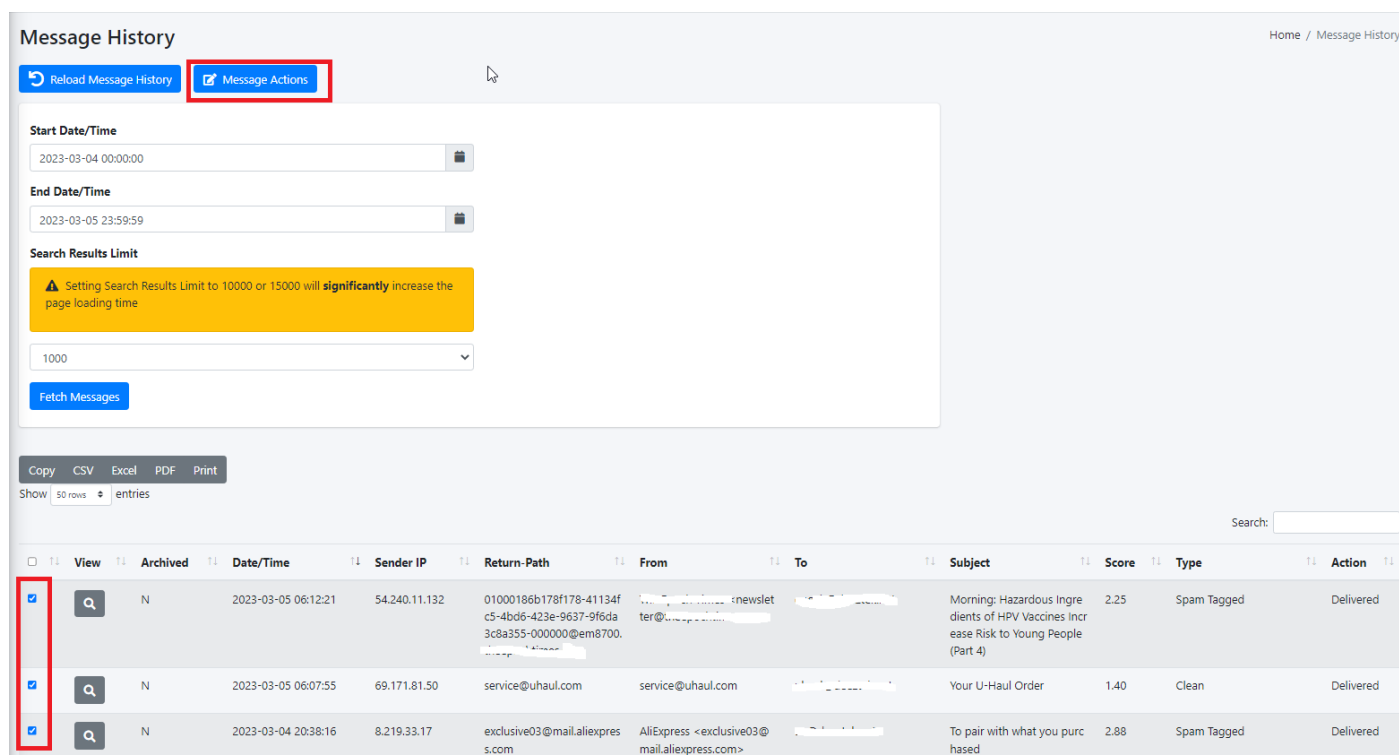 Message History
Home / Message History
Reload Message History
Message Actions
Start Date/Time
2023-03-04 00:00:00
End Date/Time
2023-03-05 23:59:59
Search Results Limit
Setting Search Results Limit to 10000 or 15000 will significantly increase the
page loading time
1000
Fetch Messages
Copy CSV Excel PDF Print
Show 50 rows entries
Search:
View Archived Date/Time Sender IP Return-Path From To Subject Score Type Action
N 2023-03-05 06:12:21 54.240.11.132 01000186b178f178-41134f <newslet Morning: Hazardous Ingre 2.25 Spam Tagged Delivered
c5-4bd6-423e-9637-9f6da ter@ dients of HPV Vaccines Incr
3c8a355-000000@em8700. ease Risk to Young People
(Part 4)
N 2023-03-05 06:07:55 69.171.81.50 service@uhaul.com service@uhaul.com Your U-Haul Order 1.40 Clean Delivered
N 2023-03-04 20:38:16 8.219.33.17 exclusive03@mail.aliexpres AliExpress <exclusive03@ To pair with what you purc 2.88 Spam Tagged Delivered
s.com mail.aliexpress.com> hased